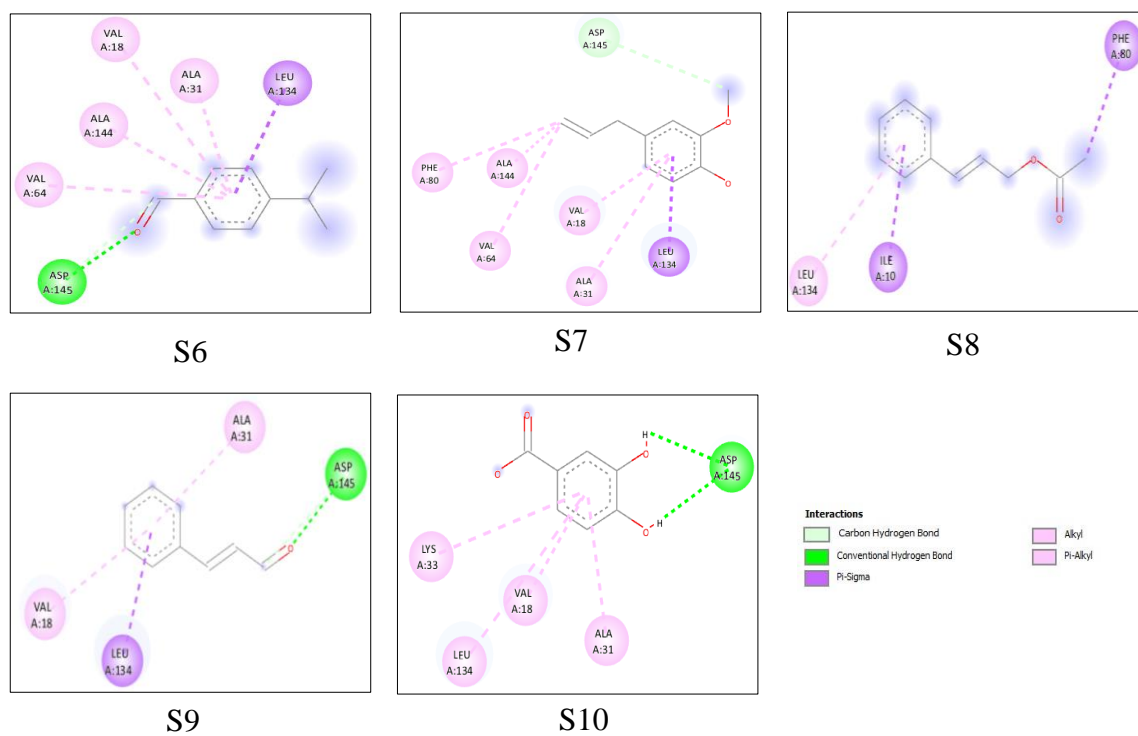 VAL
A:18
ALA
A:31
LEU
A:134
ALA
A:144
VAL
A:64
O
ASP
A:145
S6
ASP
A:145
O
PHE
A:80
ALA
A:144
O
VAL
A:18
VAL
A:64
LEU
A:134
ALA
A:31
S7
PHE
A:80
O
O
LEU
A:134
ILE
A:10
S8
ALA
A:31
ASP
A:145
O
VAL
A:18
LEU
A:134
S9
O
H
O
O
ASP
A:145
O
H
LYS
A:33
VAL
A:18
LEU
A:134
ALA
A:31
S10
Interactions
Carbon Hydrogen Bond
Conventional Hydrogen Bond
Pi-Sigma
Alkyl
Pi-Alkyl